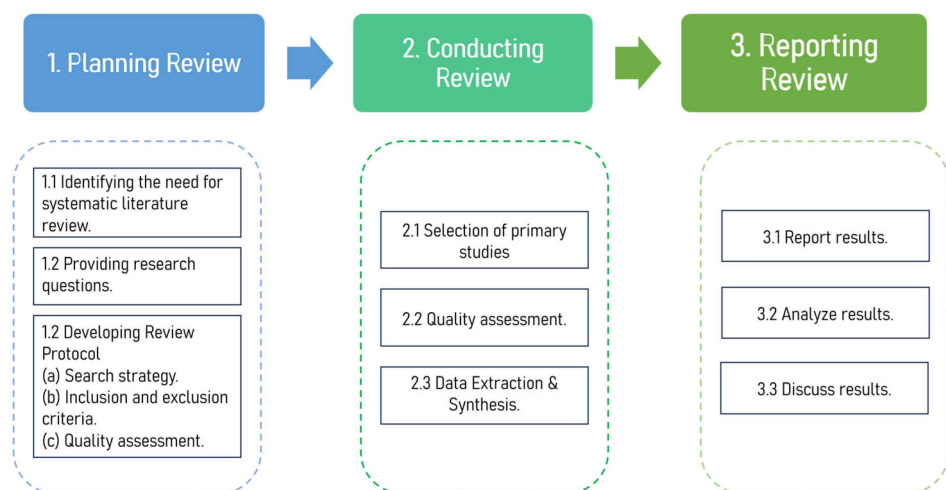 1. Planning Review
2. Conducting
Review
3. Reporting
Review
1.1 Identifying the need for
systematic literature
review.
1.2 Providing research
questions.
1.2 Developing Review
Protocol
(a) Search strategy.
(b) Inclusion and exclusion
criteria.
(c) Quality assessment.
2.1 Selection of primary
studies
2.2 Quality assessment.
2.3 Data Extraction &
Synthesis.
3.1 Report results.
3.2 Analyze results.
3.3 Discuss results.